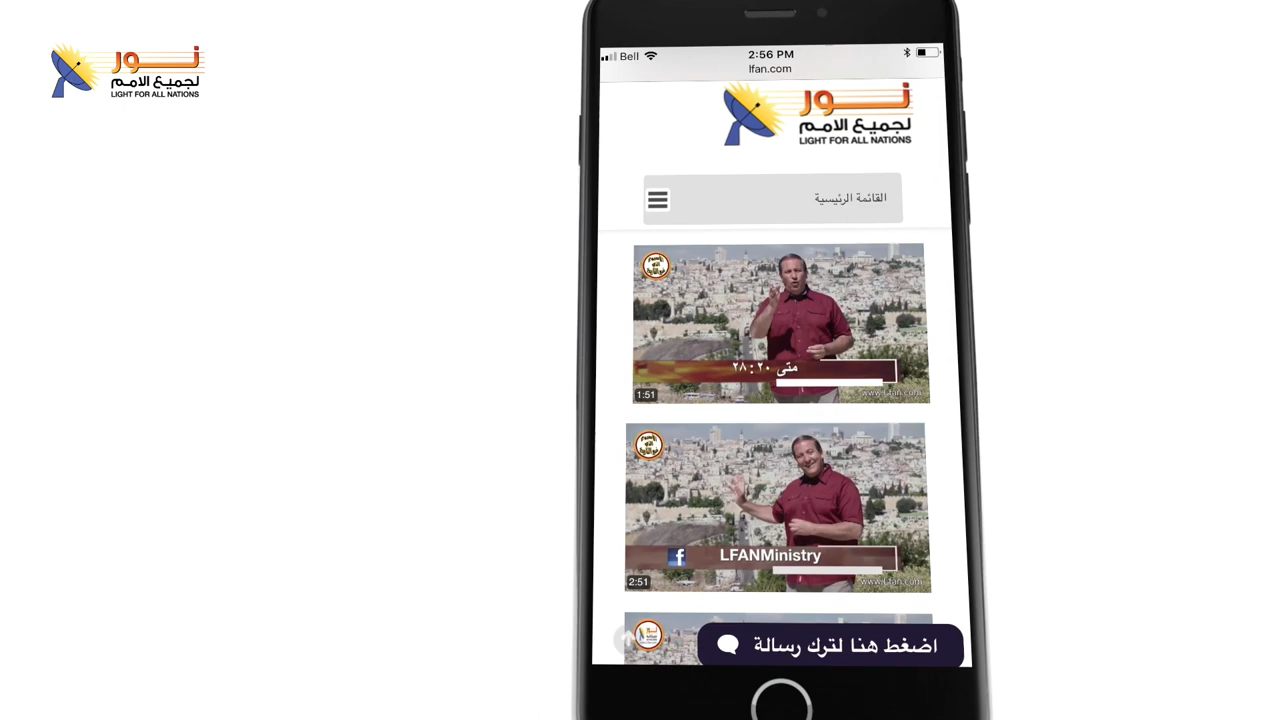 نور
لجميع الامم
LIGHT FOR ALL NATIONS
Bell
2:56 PM
lfan.com
نور
لجميع الامم
LIGHT FOR ALL NATIONS
القائمة الرئيسية
متى ٢٠ : ٢٨
1:51
www.Lfan.com
LFANMinistry
2:51
www.Lfan.com
نور
اضغط هنا لترك رسالة